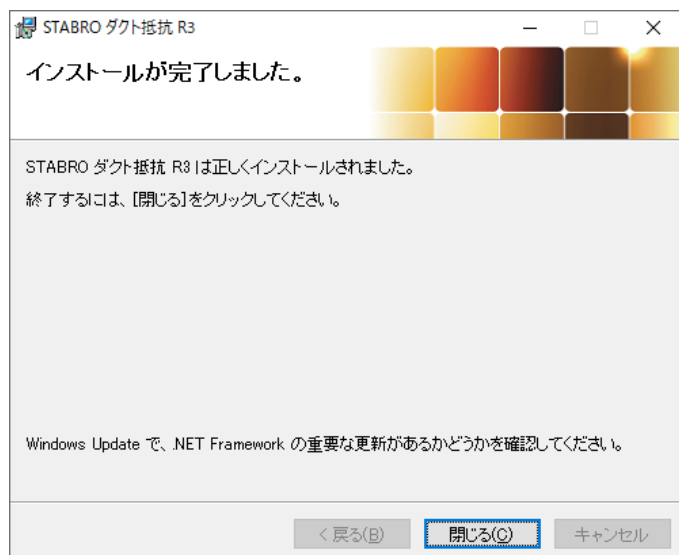 STABRO ダクト抵抗 R3
インストールが完了しました。
STABRO ダクト抵抗 R3 は正しくインストールされました。
終了するには、[閉じる]をクリックしてください。
Windows Update で、.NET Framework の重要な更新があるかどうかを確認してください。
< 戻る(B) 閉じる(C) キャンセル